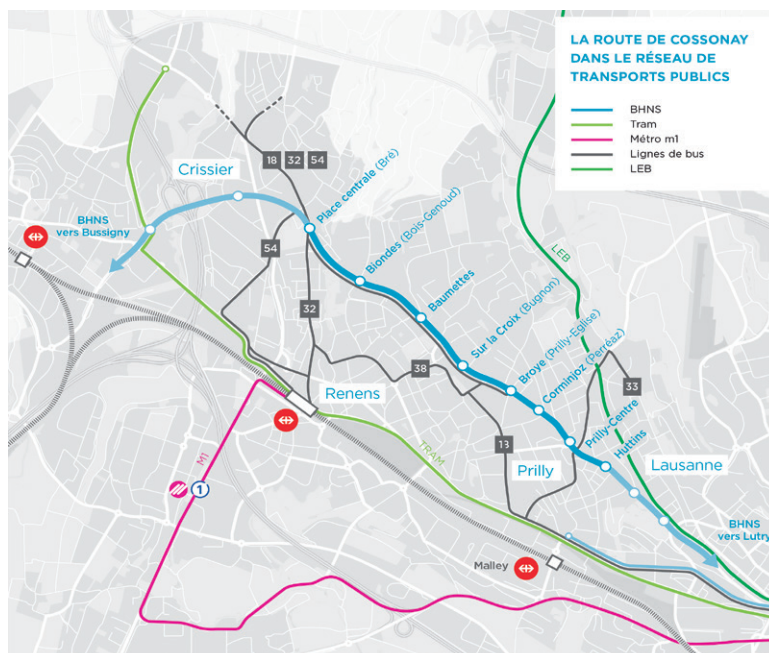 LA ROUTE DE COSSONAY
DANS LE RÉSEAU DE
TRANSPORTS PUBLICS
BHNS
Tram
Métro m1
Lignes de bus
LEB
18 32 54
Crissier
Place centrale (Bré)
BHNS
vers Bussigny
Blondes (Bois-Genoud)
54
LEB
Baumettes
32
Sur la Croix (Bugnon)
Broye (Prilly-Eglise)
Corminjoz (Perréaz)
38
33
Renens
Prilly-Centre
Huttins
TRAM
13
Prilly
Lausanne
M1
1
BHNS
vers Lutry
Malley